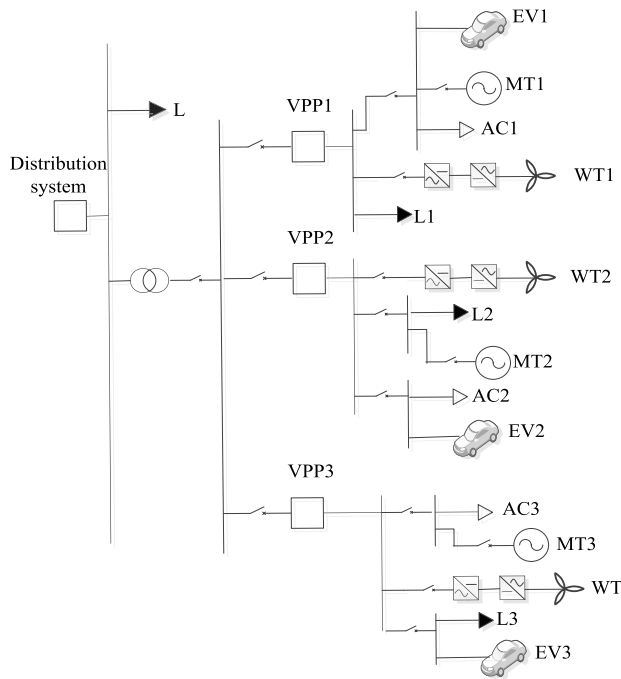 EV1
MT1
VPP1
L
AC1
Distribution
system
WT1
L1
VPP2
WT2
L2
MT2
AC2
EV2
VPP3
AC3
MT3
WT
L3
EV3